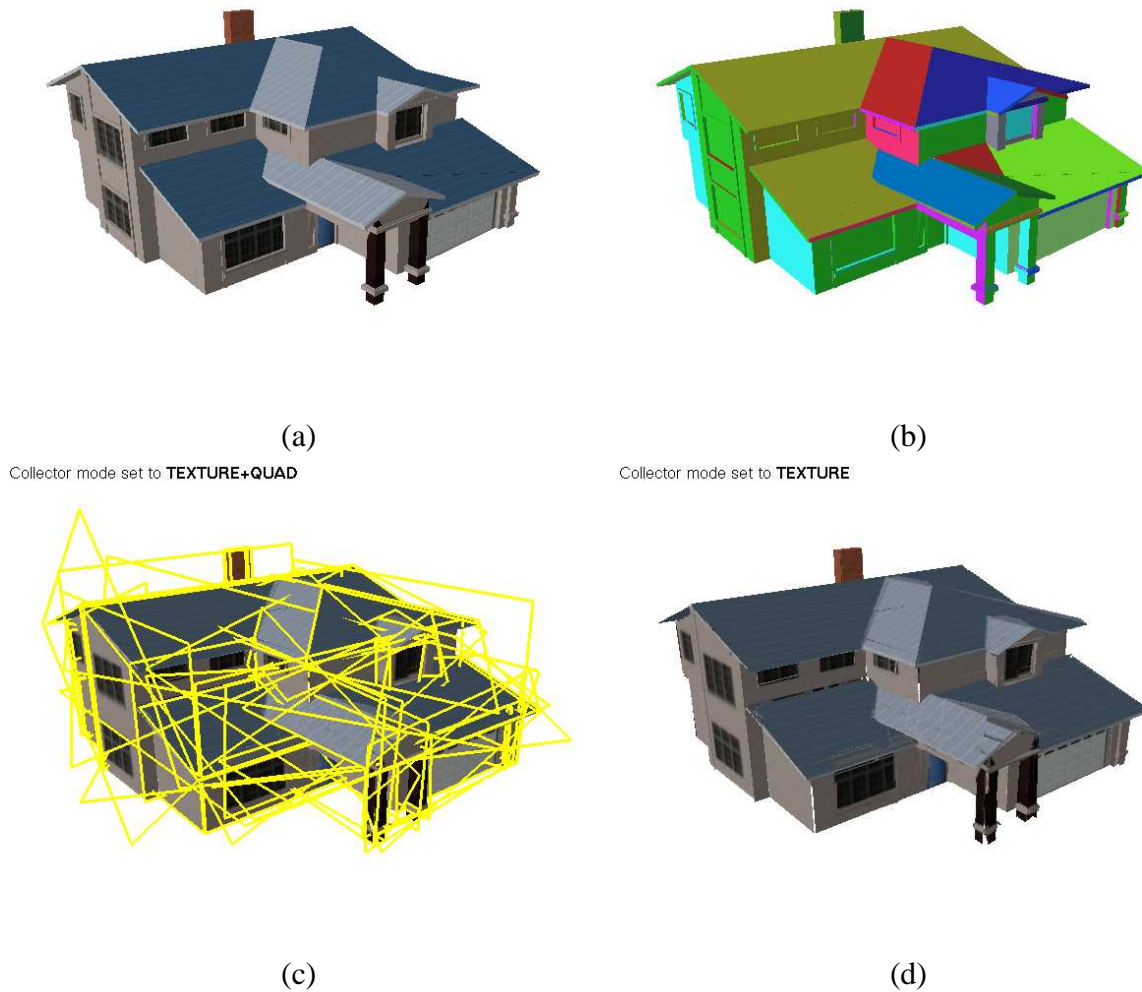 (a)
(b)
Collector mode set to TEXTURE+QUAD
Collector mode set to TEXTURE
(c)
(d)